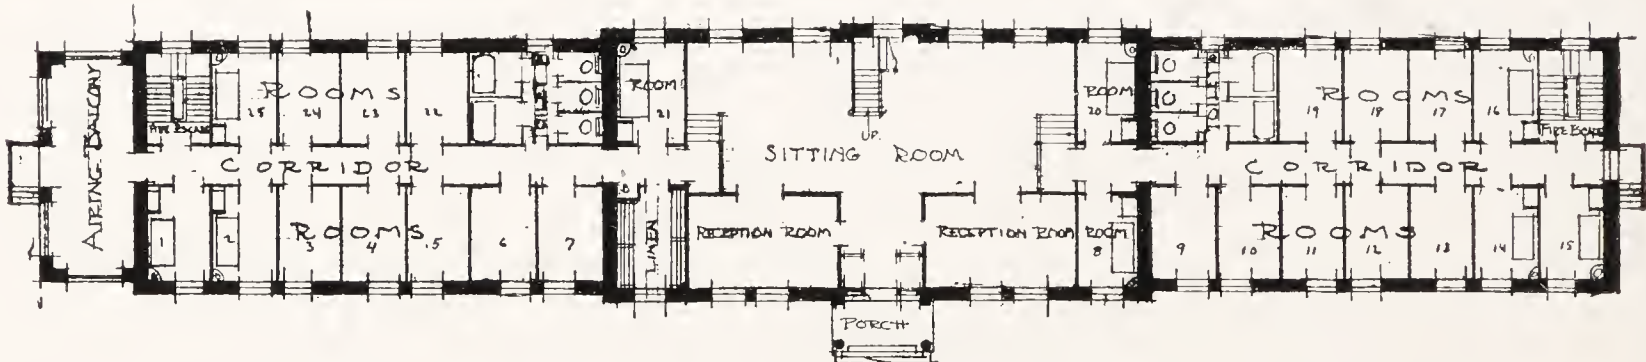 AIRING BALCONY
FIRE ESCAPE
ROOMS
25 24 23 22
TOILET
ROOM
21
UP
SITTING ROOM
ROOM
20
TOILET
ROOMS
19 18 17 16
FIRE ESCAPE
CORRIDOR
CORRIDOR
ROOMS
1 2 3 4 5 6 7
LINEN
RECEPTION ROOM
RECEPTION ROOM
ROOM
8
ROOMS
9 10 11 12 13 14 15
PORCH